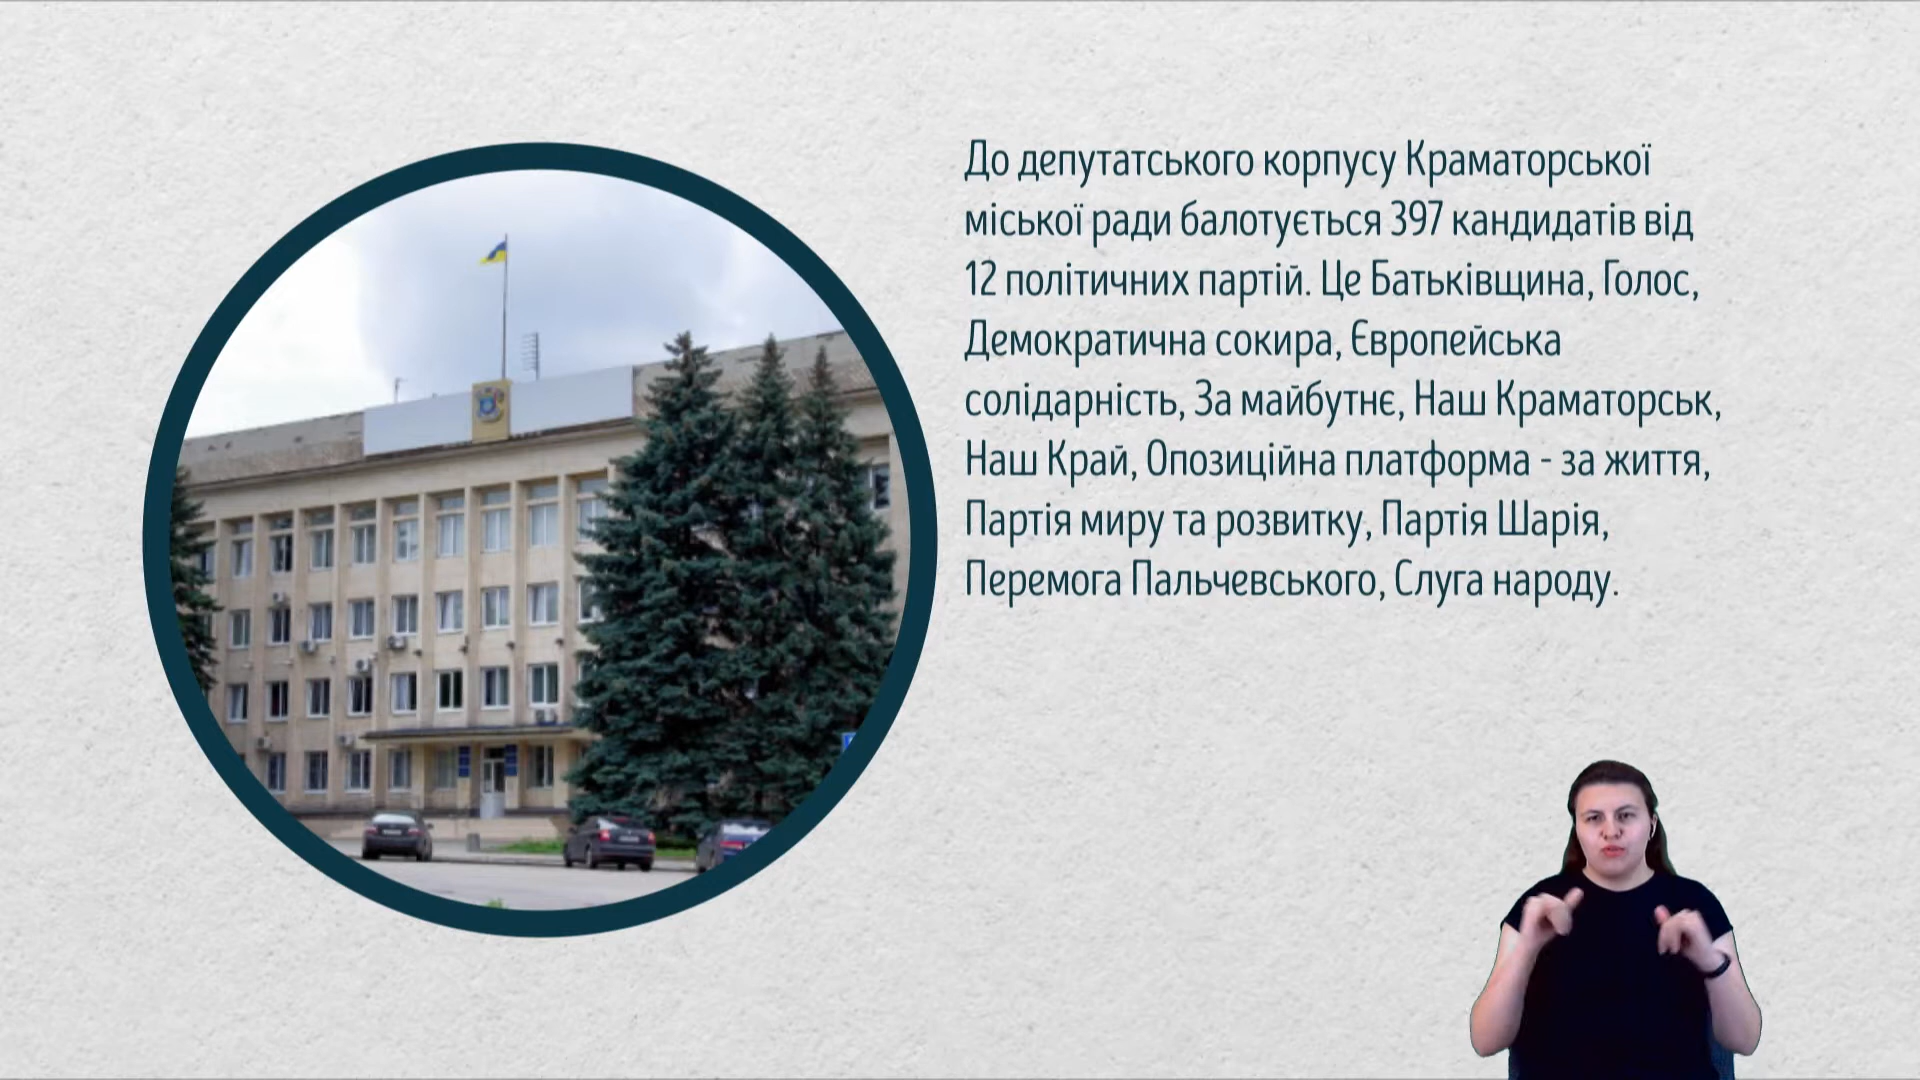 До депутатського корпусу Краматорської
міської ради балотується 397 кандидатів від
12 політичних партій. Це Батьківщина, Голос,
Демократична сокира, Європейська
солідарність, За майбутнє, Наш Краматорськ,
Наш Край, Опозиційна платформа - за життя,
Партія миру та розвитку, Партія Шарія,
Перемога Пальчевського, Слуга народу.